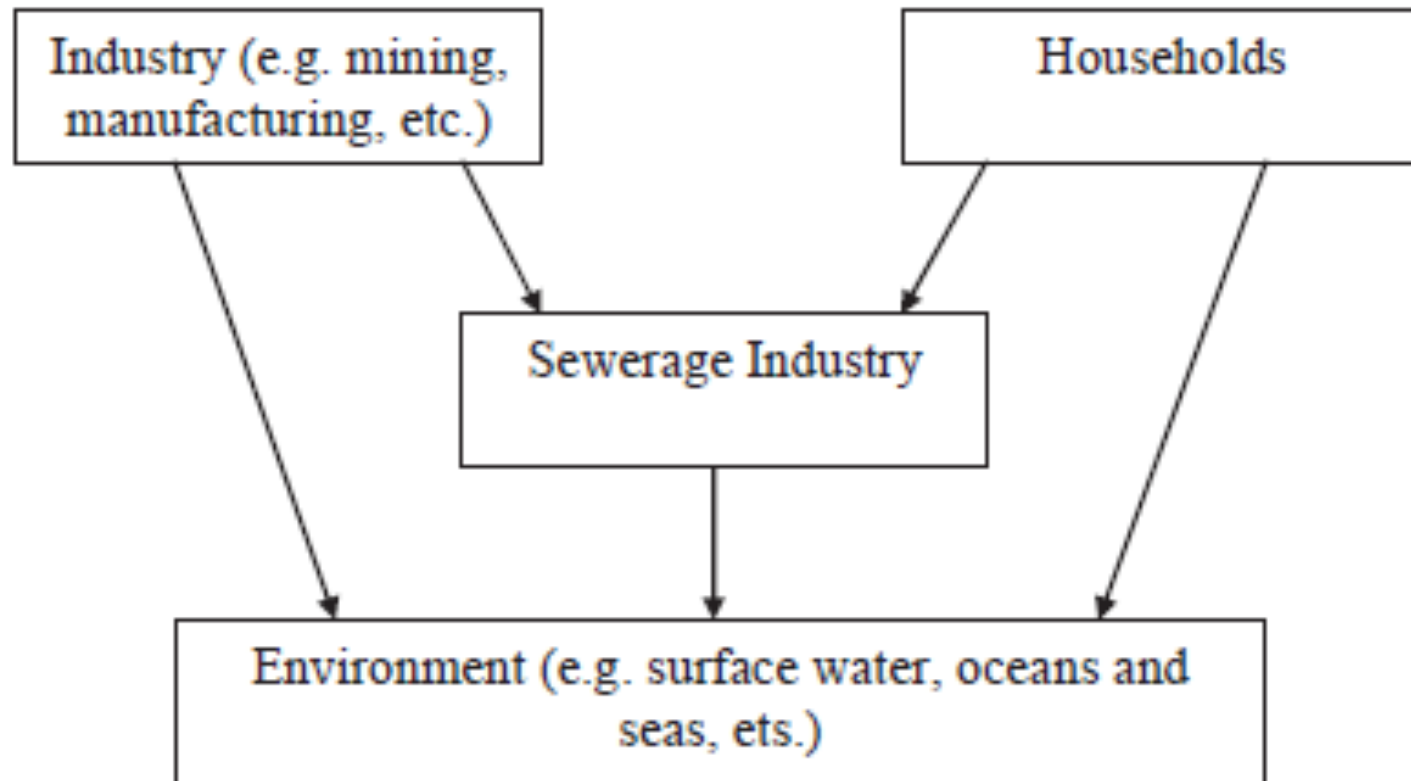 Industry (e.g. mining,
manufacturing, etc.)
Households
Sewerage Industry
Environment (e.g. surface water, oceans and
seas, ets.)